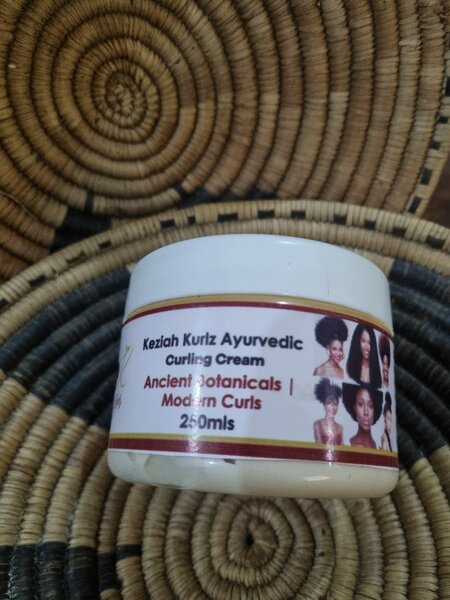 Keziah Kurlz Ayurvedic
Curling Cream
Ancient Botanicals |
Modern Curls
250mls